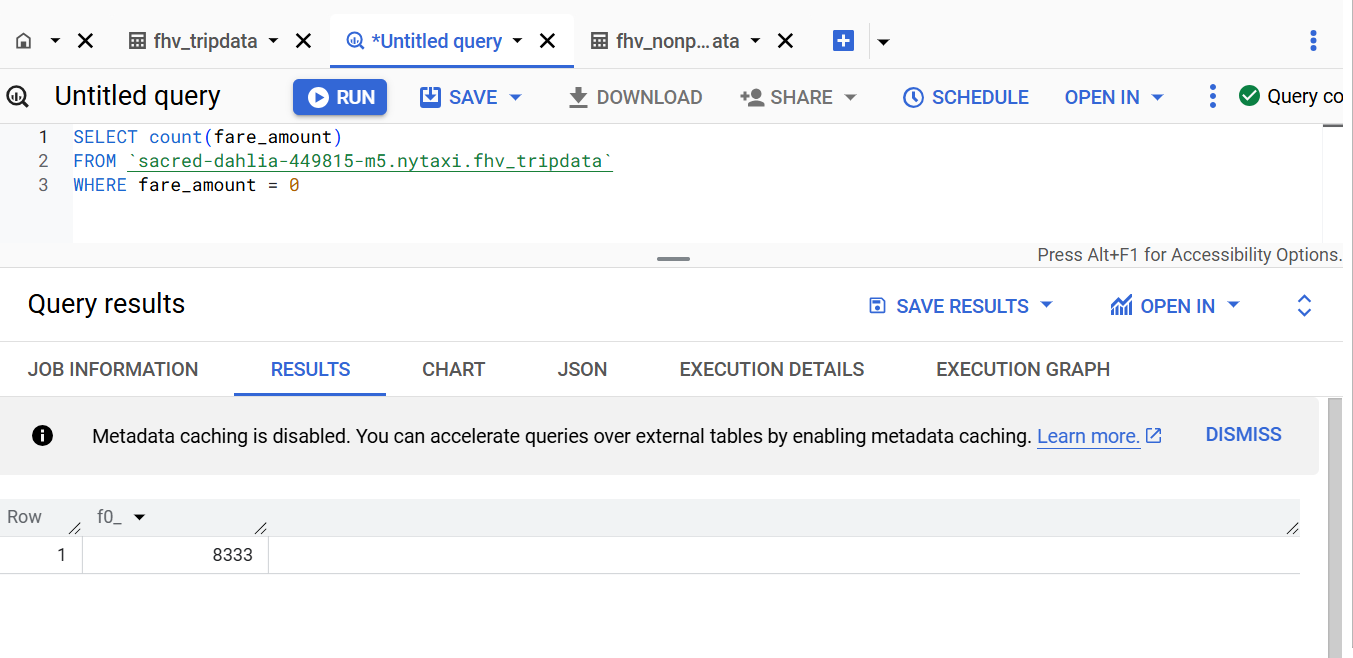 fhv_tripdata *Untitled query fhv_nonp...ata
Untitled query RUN SAVE DOWNLOAD SHARE SCHEDULE OPEN IN Query co
1 SELECT count(fare_amount)
2 FROM `sacred-dahlia-449815-m5.nytaxi.fhv_tripdata`
3 WHERE fare_amount = 0
Press Alt+F1 for Accessibility Options.
Query results SAVE RESULTS OPEN IN
JOB INFORMATION RESULTS CHART JSON EXECUTION DETAILS EXECUTION GRAPH
Metadata caching is disabled. You can accelerate queries over external tables by enabling metadata caching. Learn more. DISMISS
Row f0_
1 8333